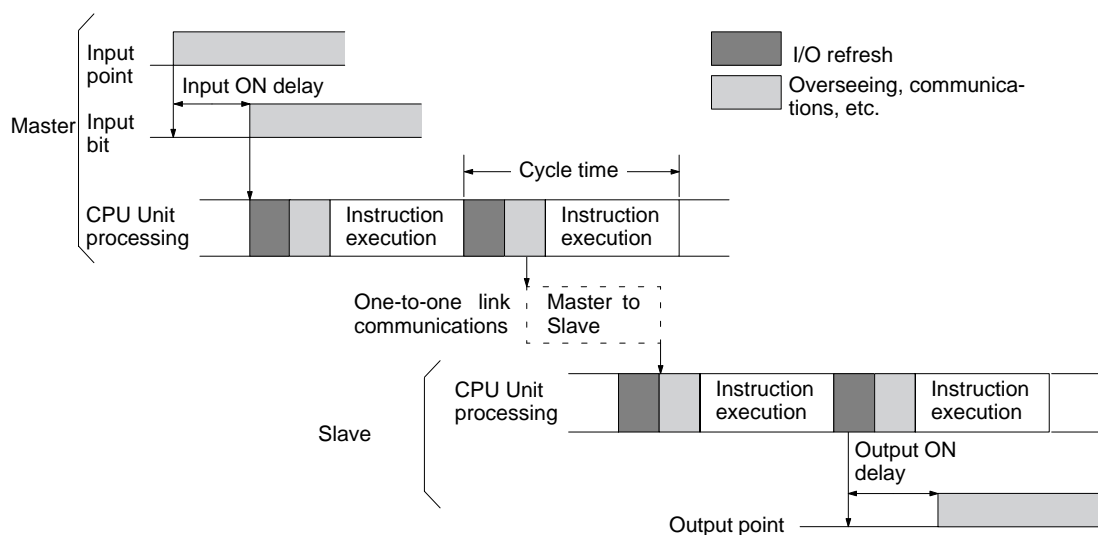 Input
point
I/O refresh
Overseeing, communica-
tions, etc.
Input ON delay
Master
Input
bit
Cycle time
CPU Unit
processing
Instruction
execution
Instruction
execution
One-to-one link
communications
Master to
Slave
CPU Unit
processing
Instruction
execution
Instruction
execution
Slave
Output ON
delay
Output point